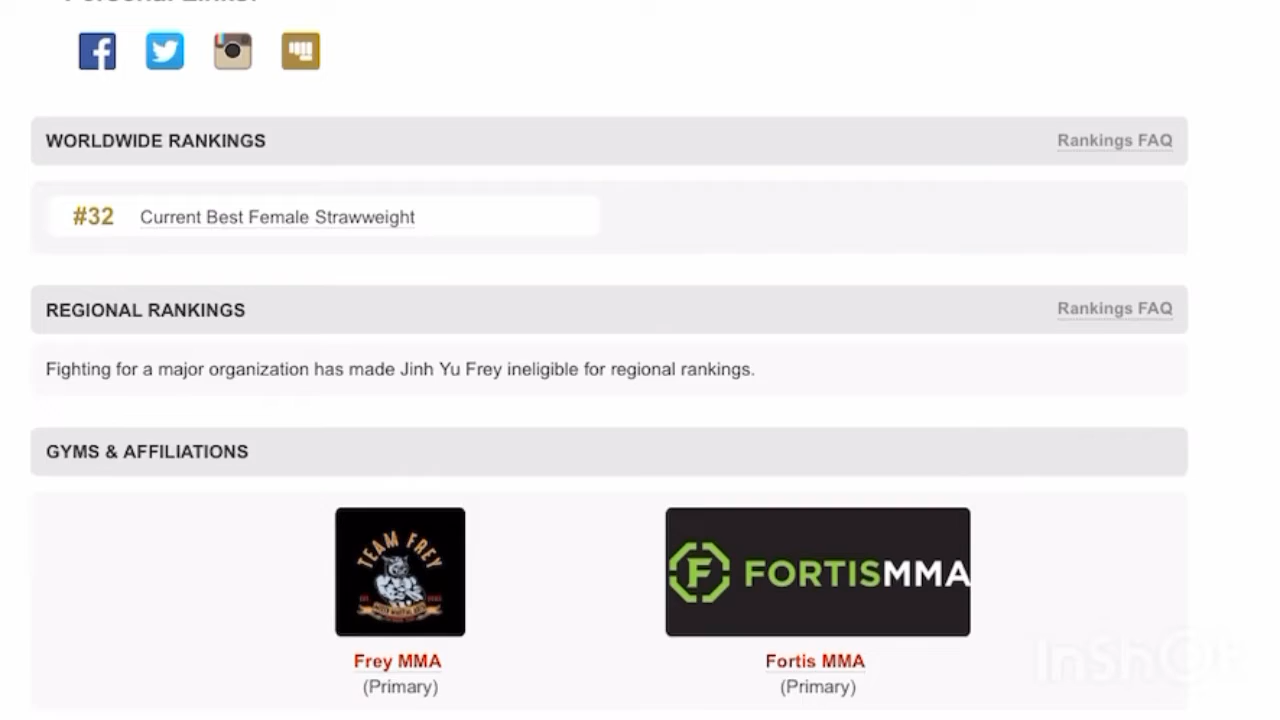 Personal Links:
WORLDWIDE RANKINGS
Rankings FAQ
#32 Current Best Female Strawweight
REGIONAL RANKINGS
Rankings FAQ
Fighting for a major organization has made Jinh Yu Frey ineligible for regional rankings.
GYMS & AFFILIATIONS
TEAM FREY
F FORTISMMA
Frey MMA
(Primary)
Fortis MMA
(Primary)
InShOt